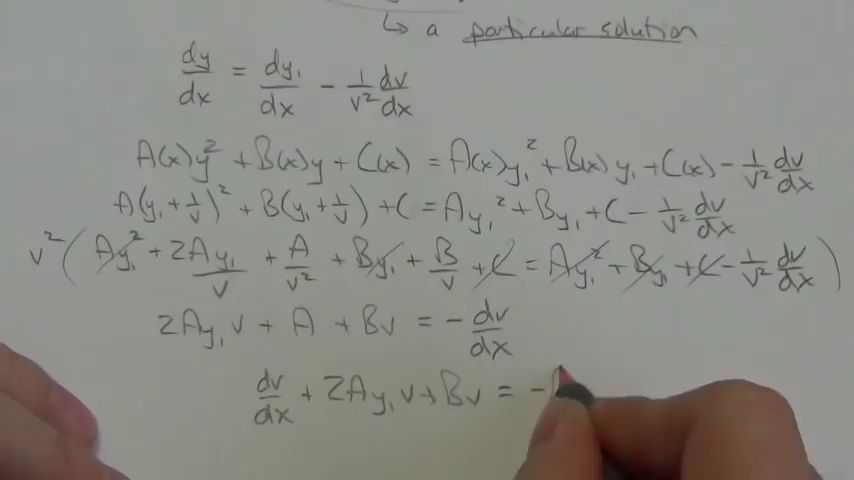 ↳ a particular solution
dy/dx = dy₁/dx - 1/v² dv/dx
A(x)y² + B(x)y + C(x) = A(x)y₁² + B(x)y₁ + C(x) - 1/v² dv/dx
A(y₁ + 1/v)² + B(y₁ + 1/v) + C = Ay₁² + By₁ + C - 1/v² dv/dx
v² ( Ay₁² + 2Ay₁/v + A/v² + By₁ + B/v + C = Ay₁² + By₁ + C - 1/v² dv/dx )
2Ay₁v + A + Bv = - dv/dx
dv/dx + 2Ay₁v + Bv = -